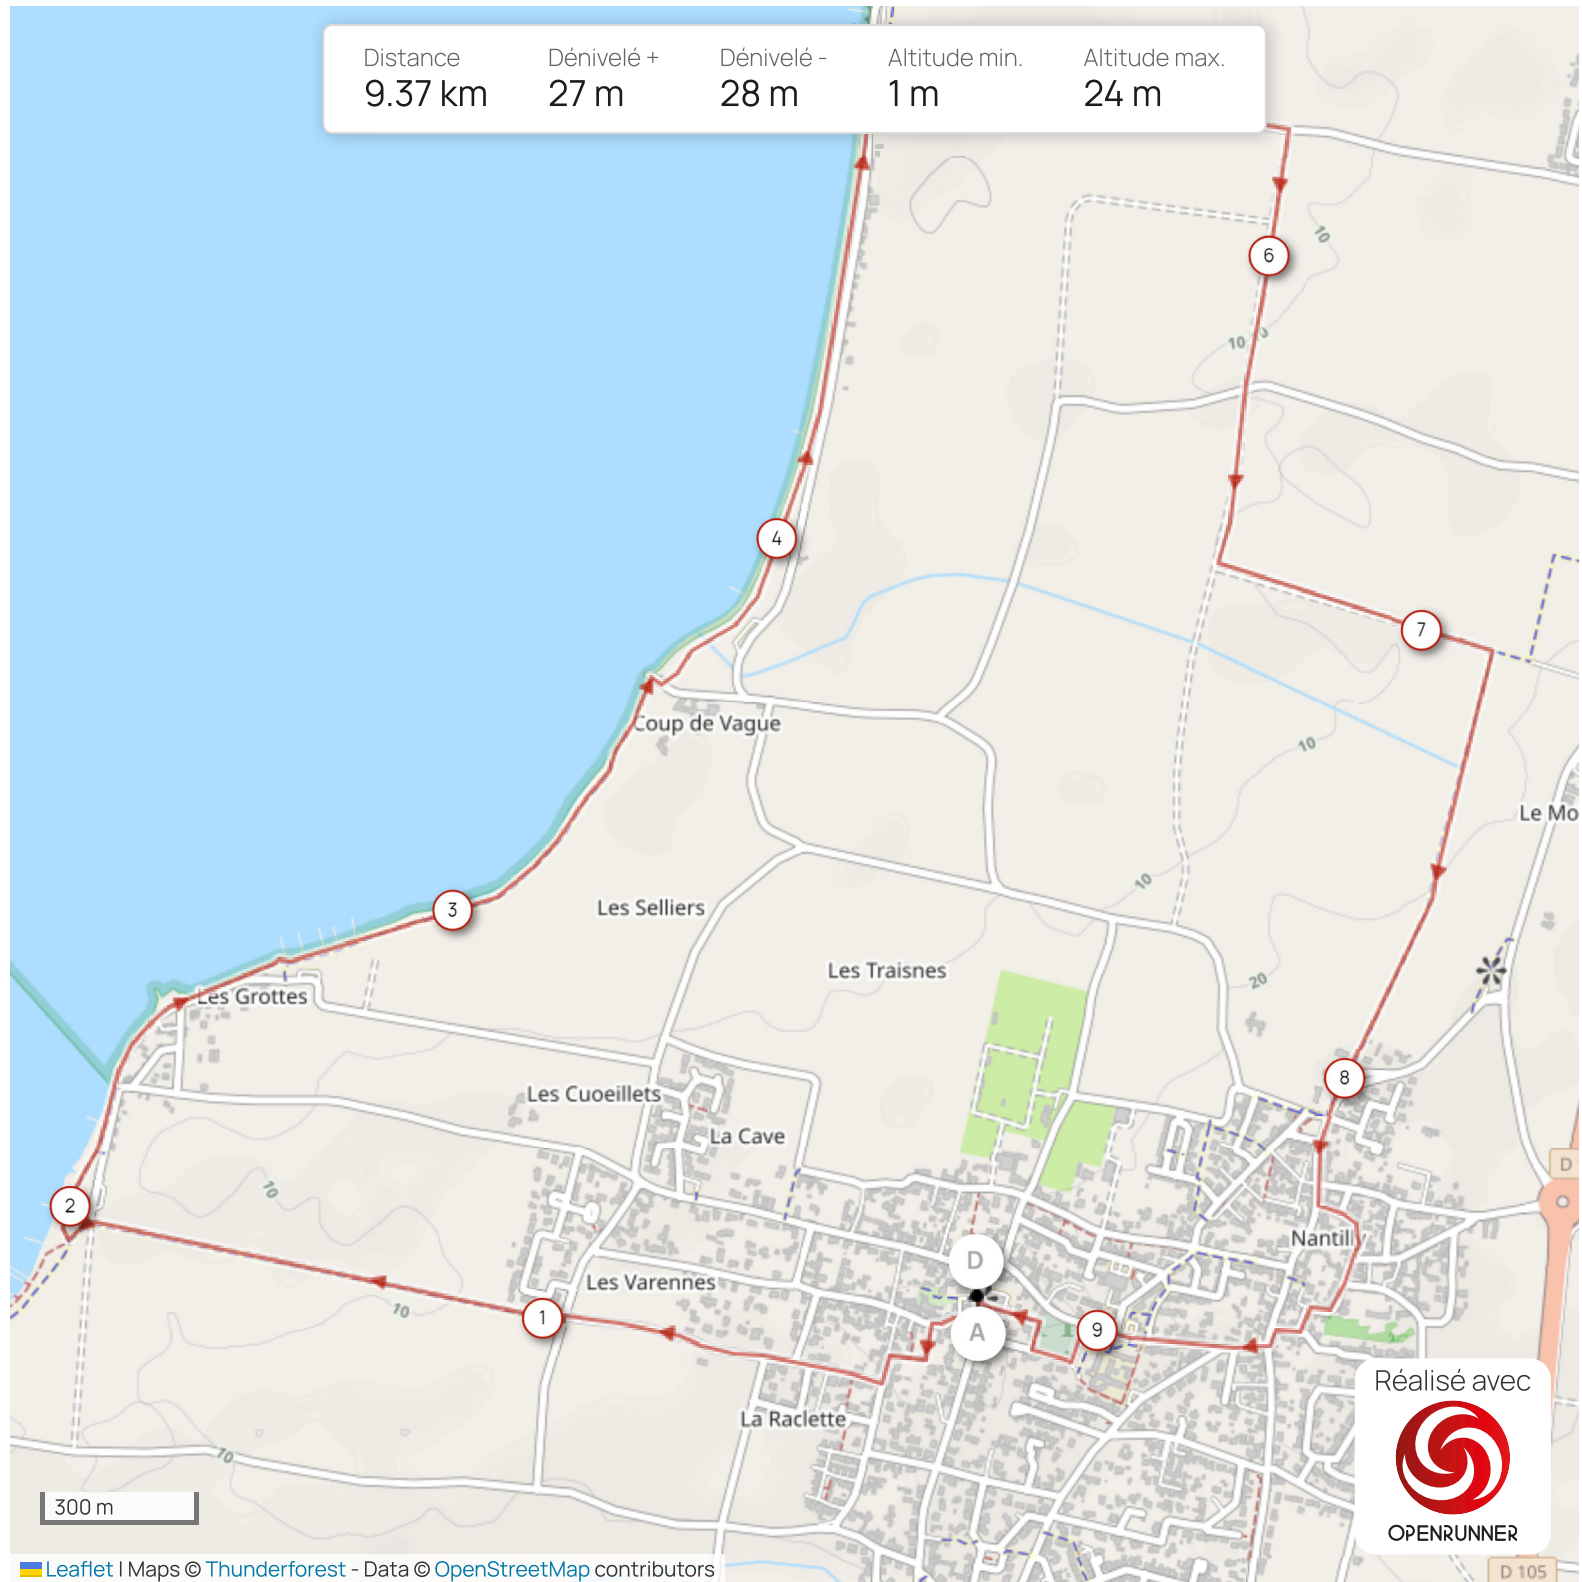 Distance
9.37 km
Dénivelé +
27 m
Dénivelé -
28 m
Altitude min.
1 m
Altitude max.
24 m
10
6
10
4
7
Coup de Vague
10
Le Mo
10
3
Les Selliers
Les Traisnes
20
Les Grottes
8
Les Cuoeillets
La Cave
D
10
2
Nantill
D
Les Varennes
10
1
A
9
La Raclette
10
Réalisé avec
OPENRUNNER
300 m
Leaflet | Maps © Thunderforest - Data © OpenStreetMap contributors
D 105